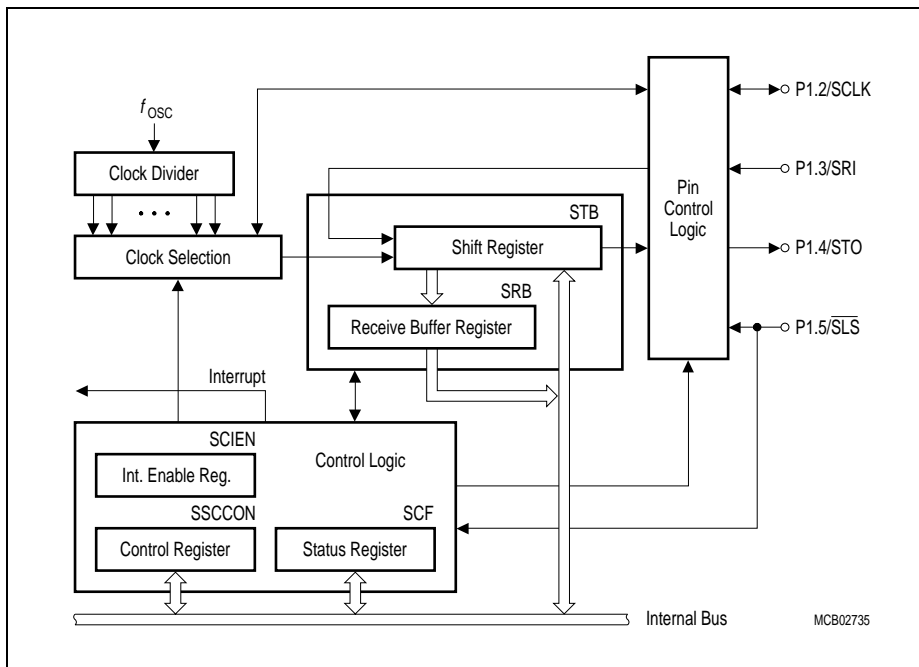 f OSC
Clock Divider
• • •
Clock Selection
P1.2/SCLK
P1.3/SRI
Pin
Control
Logic
P1.4/STO
P1.5/S̅L̅S̅
STB
Shift Register
SRB
Receive Buffer Register
Interrupt
SCIEN
Int. Enable Reg.
Control Logic
SSCCON
Control Register
SCF
Status Register
Internal Bus
MCB02735